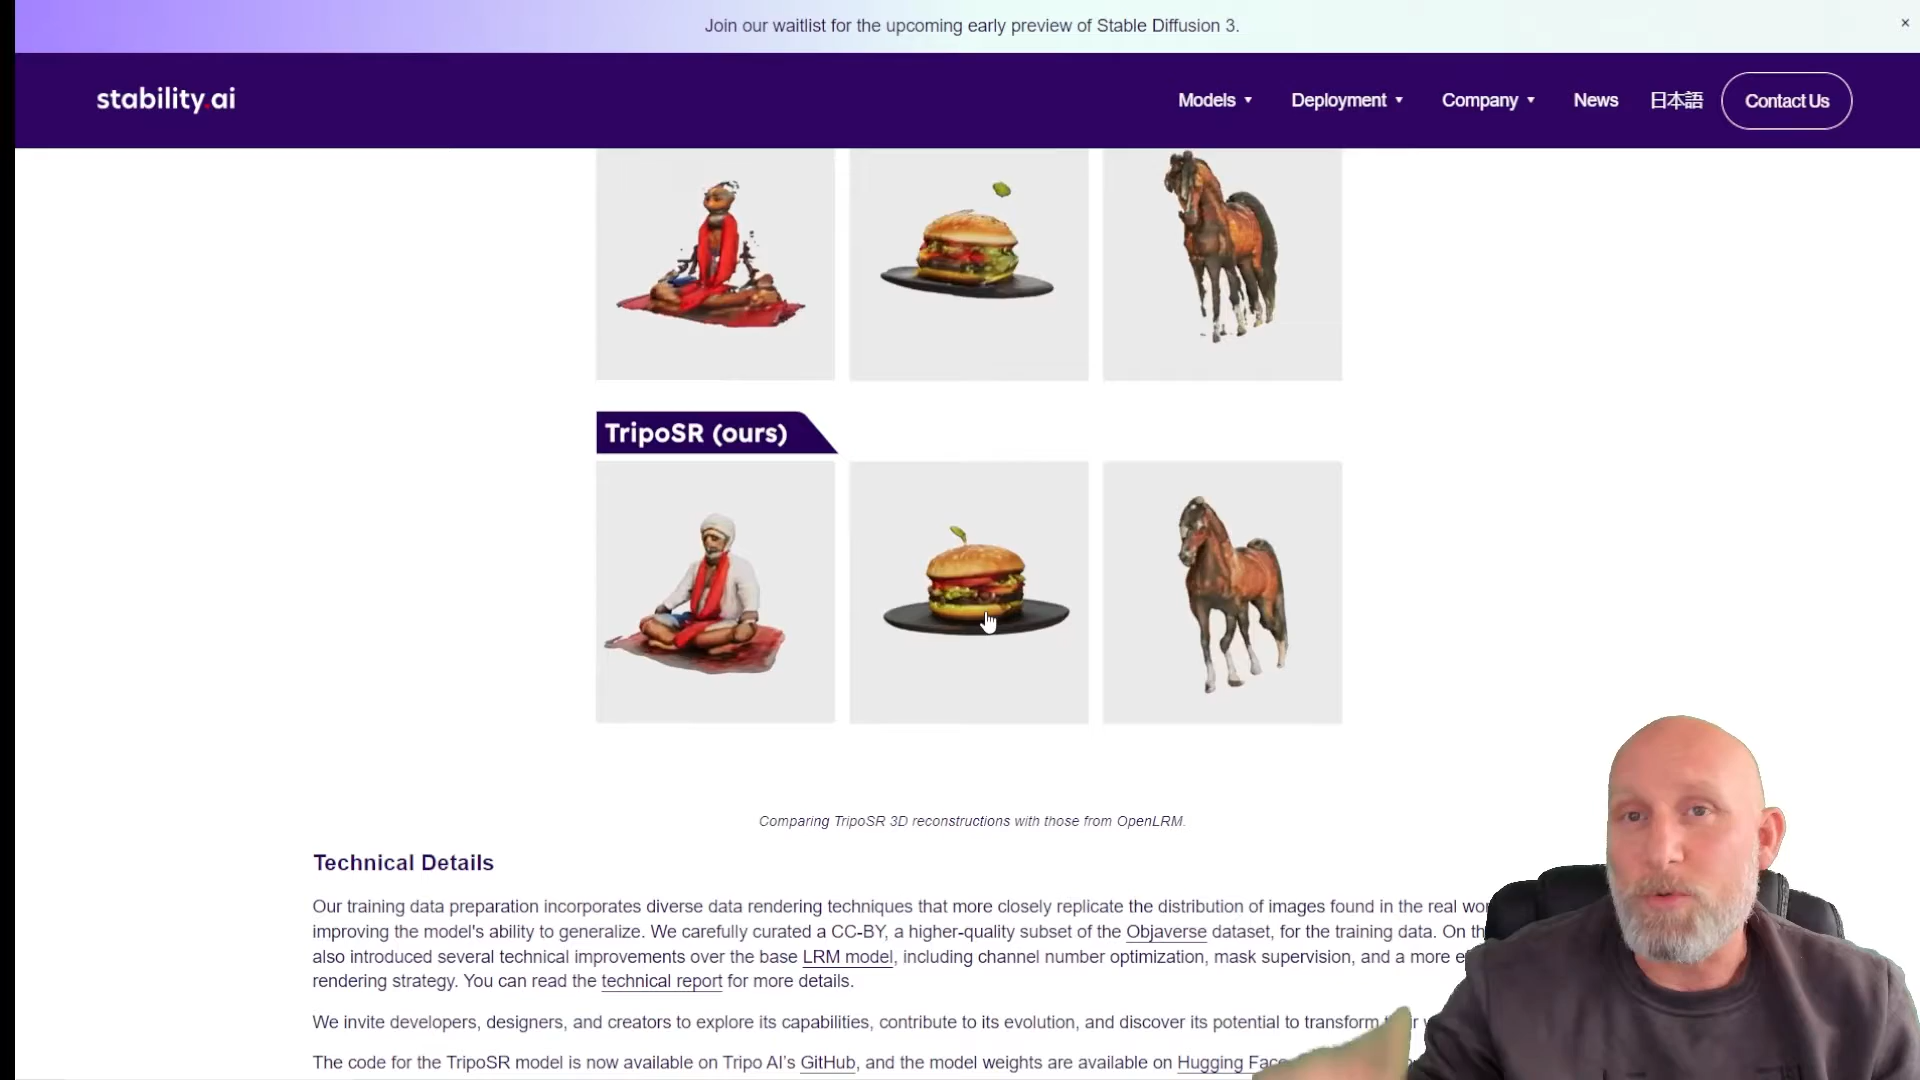 Join our waitlist for the upcoming early preview of Stable Diffusion 3.
×
stability.ai
Models
Deployment
Company
News
日本語
Contact Us
TripoSR (ours)
Comparing TripoSR 3D reconstructions with those from OpenLRM.
Technical Details
Our training data preparation incorporates diverse data rendering techniques that more closely replicate the distribution of images found in the real
improving the model's ability to generalize. We carefully curated a CC-BY, a higher-quality subset of the Objaverse dataset, for the training data. On
also introduced several technical improvements over the base LRM model, including channel number optimization, mask supervision, and a more
rendering strategy. You can read the technical report for more details.
We invite developers, designers, and creators to explore its capabilities, contribute to its evolution, and discover its potential to transform
The code for the TripoSR model is now available on Tripo AI's GitHub, and the model weights are available on Hugging